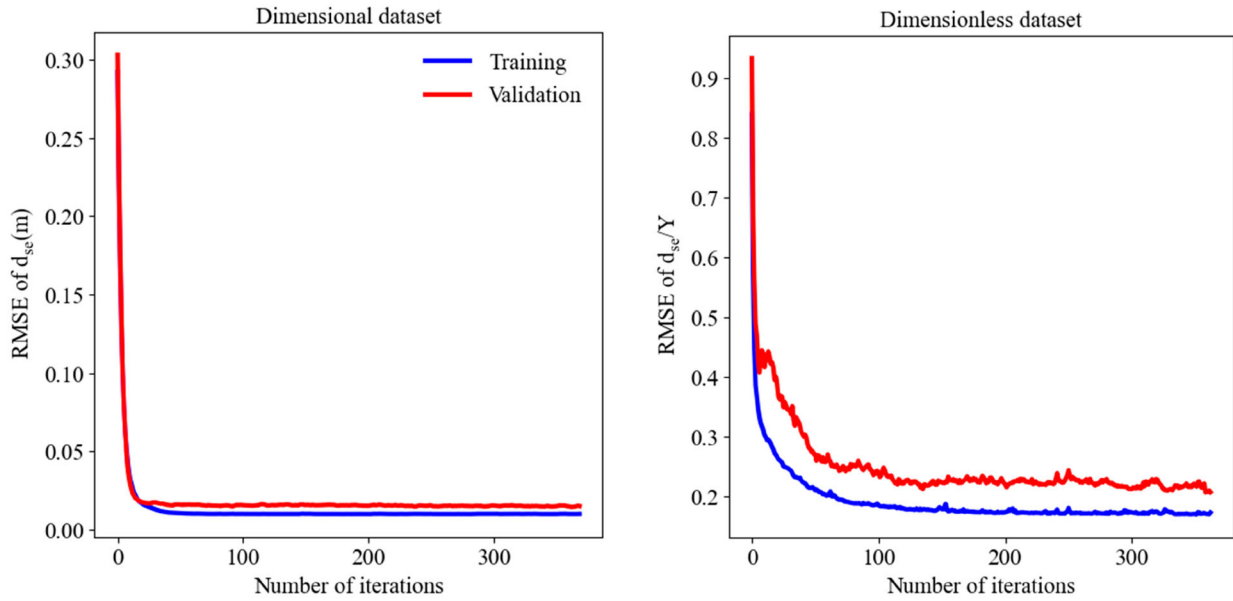 Dimensional dataset
0.30
0.25
0.20
0.15
0.10
0.05
0.00
RMSE of dse(m)
Training
Validation
0 100 200 300
Number of iterations
Dimensionless dataset
0.9
0.8
0.7
0.6
0.5
0.4
0.3
0.2
RMSE of dse/Y
0 100 200 300
Number of iterations